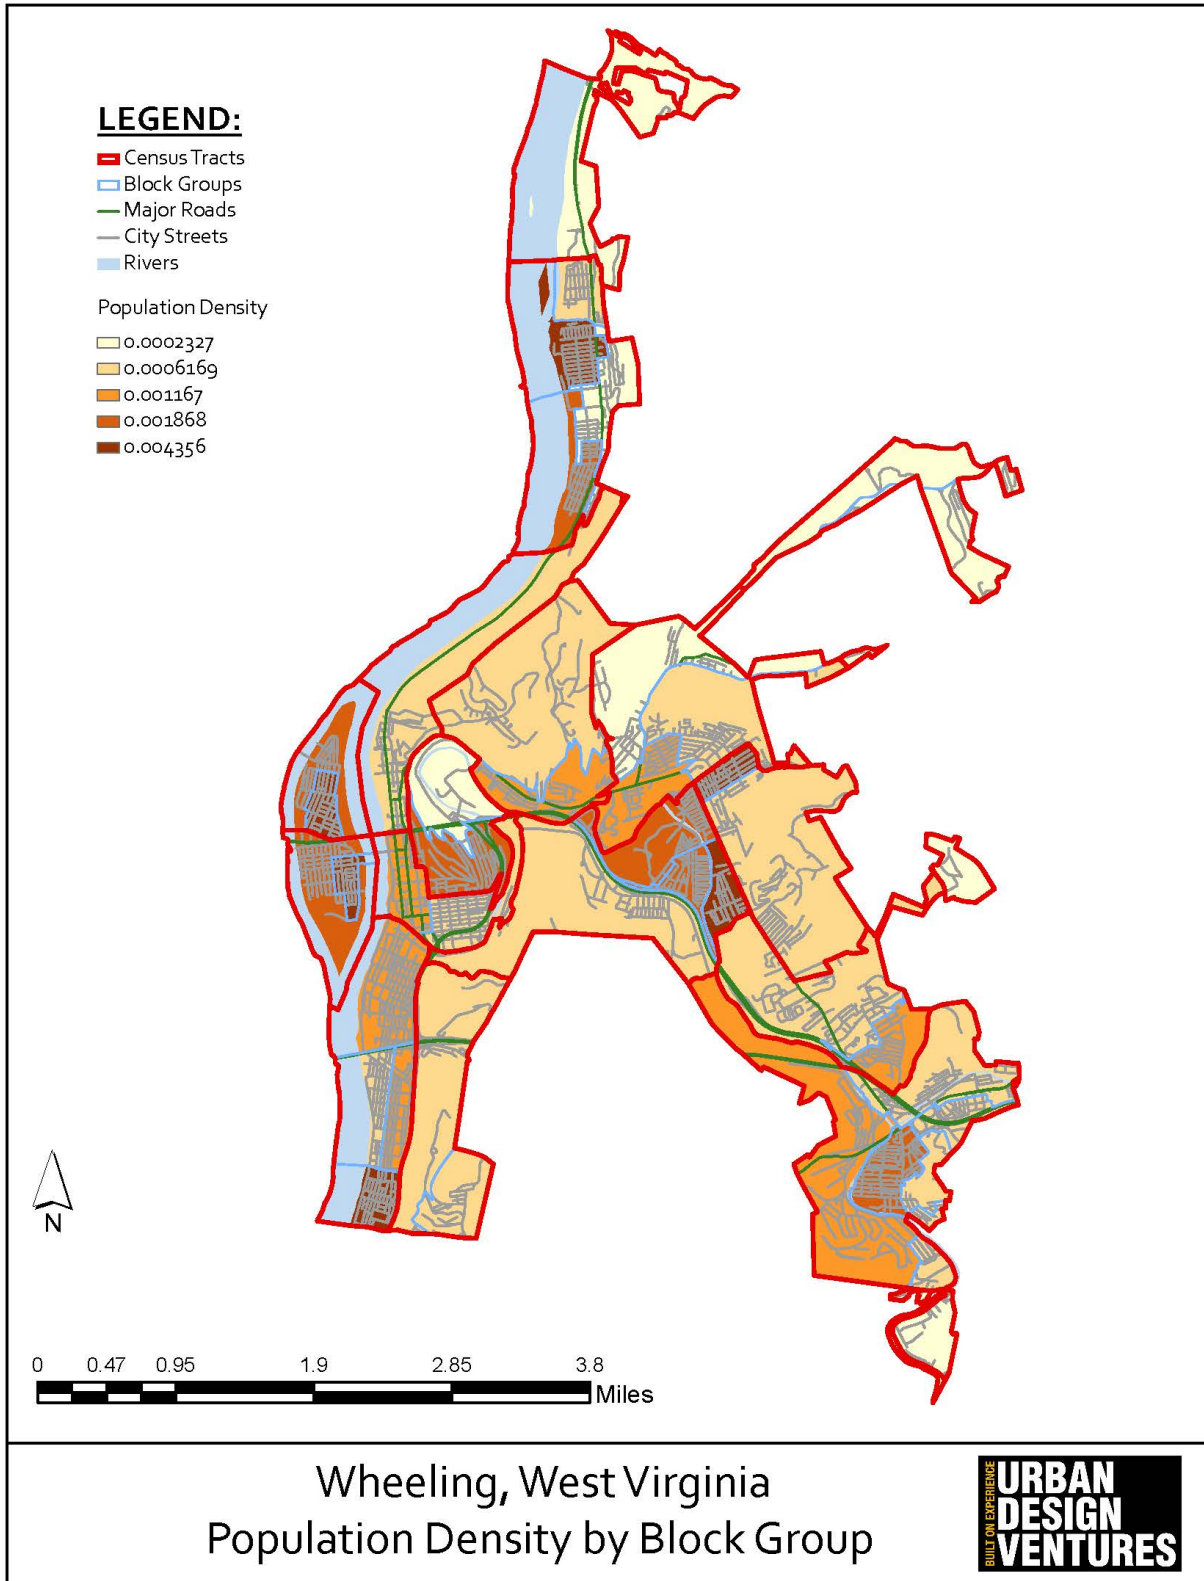 LEGEND:
Census Tracts
Block Groups
Major Roads
City Streets
Rivers
Population Density
0.0002327
0.0006169
0.001167
0.001868
0.004356
N
0 0.47 0.95 1.9 2.85 3.8
Miles
Wheeling, West Virginia
Population Density by Block Group
BUILT ON EXPERIENCE
URBAN
DESIGN
VENTURES